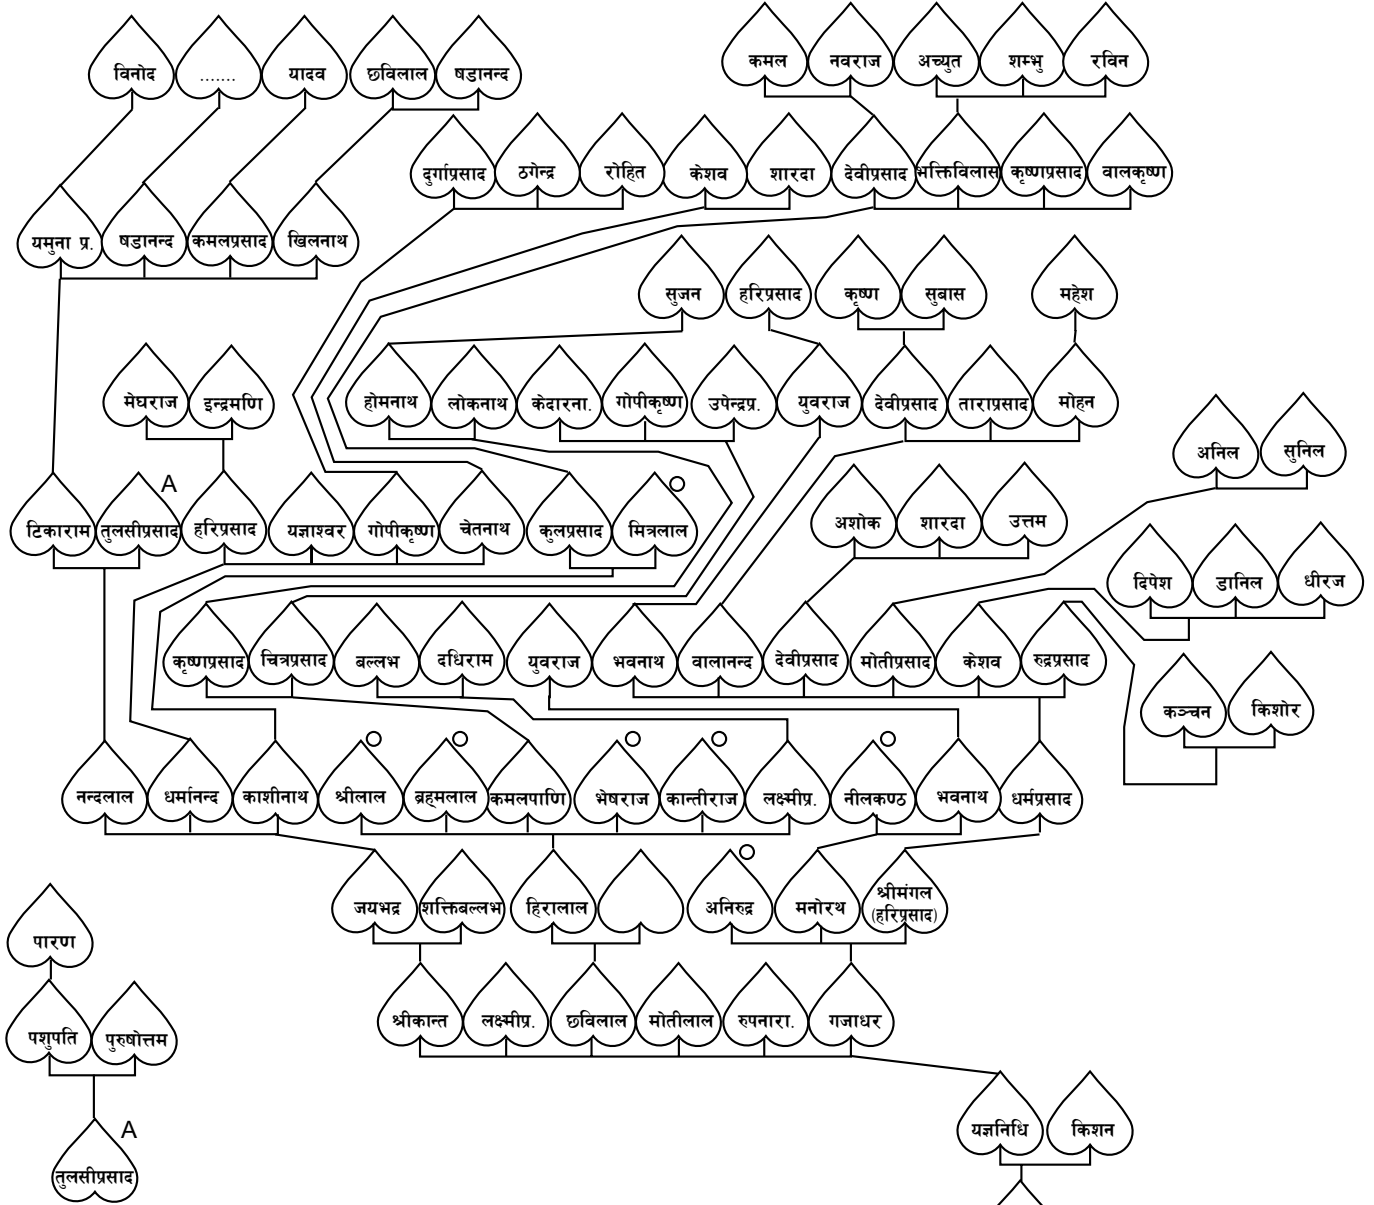 कमल नवराज अच्युत शम्भु रविन
विनोद ....... यादव छविलाल षडानन्द
दुर्गाप्रसाद ठगेन्द्र रोहित केशव शारदा देवीप्रसाद भक्तिविलास कृष्णप्रसाद वालकृष्ण
यमुना प्र. षडानन्द कमलप्रसाद खिलनाथ
सुजन हरिप्रसाद कृष्ण सुबास महेश
मेघराज इन्द्रमणि होमनाथ लोकनाथ केदारना. गोपीकृष्ण उपेन्द्रप्र. युवराज देवीप्रसाद ताराप्रसाद मोहन
अनिल सुनिल
A
टिकाराम तुलसीप्रसाद हरिप्रसाद यज्ञाश्वर गोपीकृष्ण चेतनाथ कुलप्रसाद मित्रलाल अशोक शारदा उत्तम
दिपेश डानिल धीरज
कृष्णप्रसाद चित्रप्रसाद बल्लभ दधिराम युवराज भवनाथ वालानन्द देवीप्रसाद मोतीप्रसाद केशव रुद्रप्रसाद
कञ्चन किशोर
नन्दलाल धर्मानन्द काशीनाथ श्रीलाल ब्रह्मलाल कमलपाणि भेषराज कान्तीराज लक्ष्मीप्र. नीलकण्ठ भवनाथ धर्मप्रसाद
जयभद्र शक्तिबल्लभ हिरालाल अनिरुद्र मनोरथ श्रीमंगल
(हरिप्रसाद)
पारण
श्रीकान्त लक्ष्मीप्र. छविलाल मोतीलाल रुपनारा. गजाधर
पशुपति पुरुषोत्तम
यज्ञनिधि किशन
A
तुलसीप्रसाद